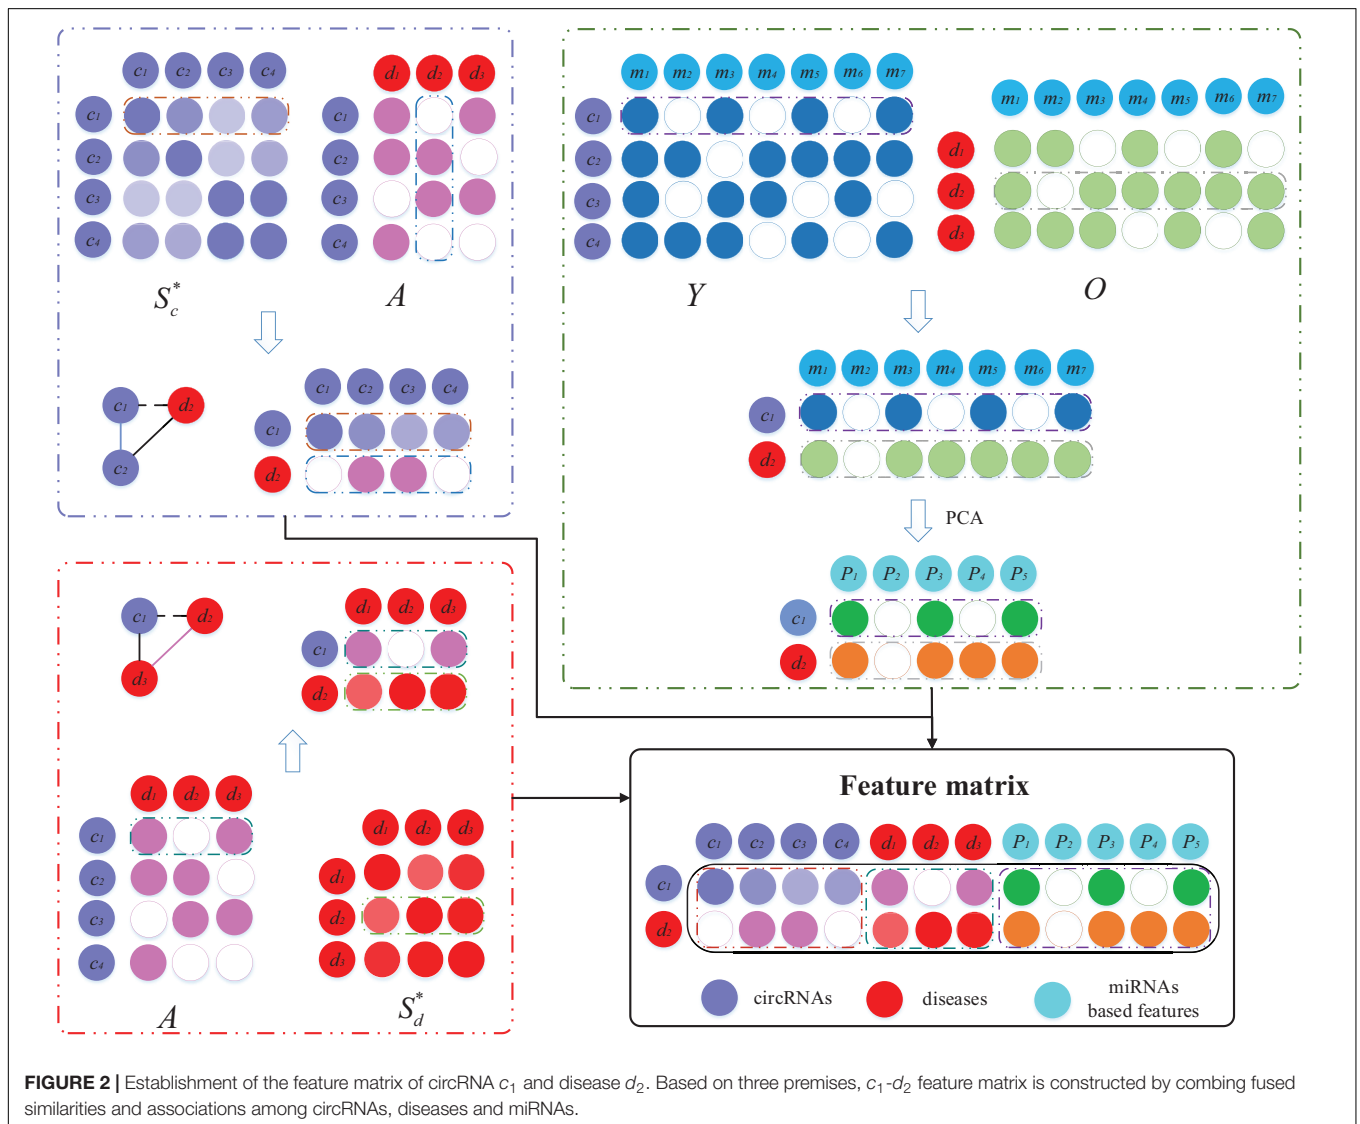 c1 c2 c3 c4
d1 d2 d3
c1
c2
c3
c4
c1
c2
c3
c4
S*c
A
c1 d2
c2
c1 c2 c3 c4
c1
d2
m1 m2 m3 m4 m5 m6 m7
c1
c2
c3
c4
m1 m2 m3 m4 m5 m6 m7
d1
d2
d3
Y
O
m1 m2 m3 m4 m5 m6 m7
c1
d2
PCA
P1 P2 P3 P4 P5
c1
d2
c1 d2
d3
d1 d2 d3
c1
d2
d1 d2 d3
c1
c2
c3
c4
A
d1 d2 d3
d1
d2
d3
S*d
Feature matrix
c1 c2 c3 c4 d1 d2 d3 P1 P2 P3 P4 P5
c1
d2
circRNAs
diseases
miRNAs
based features
FIGURE 2 | Establishment of the feature matrix of circRNA c1 and disease d2. Based on three premises, c1-d2 feature matrix is constructed by combing fused
similarities and associations among circRNAs, diseases and miRNAs.